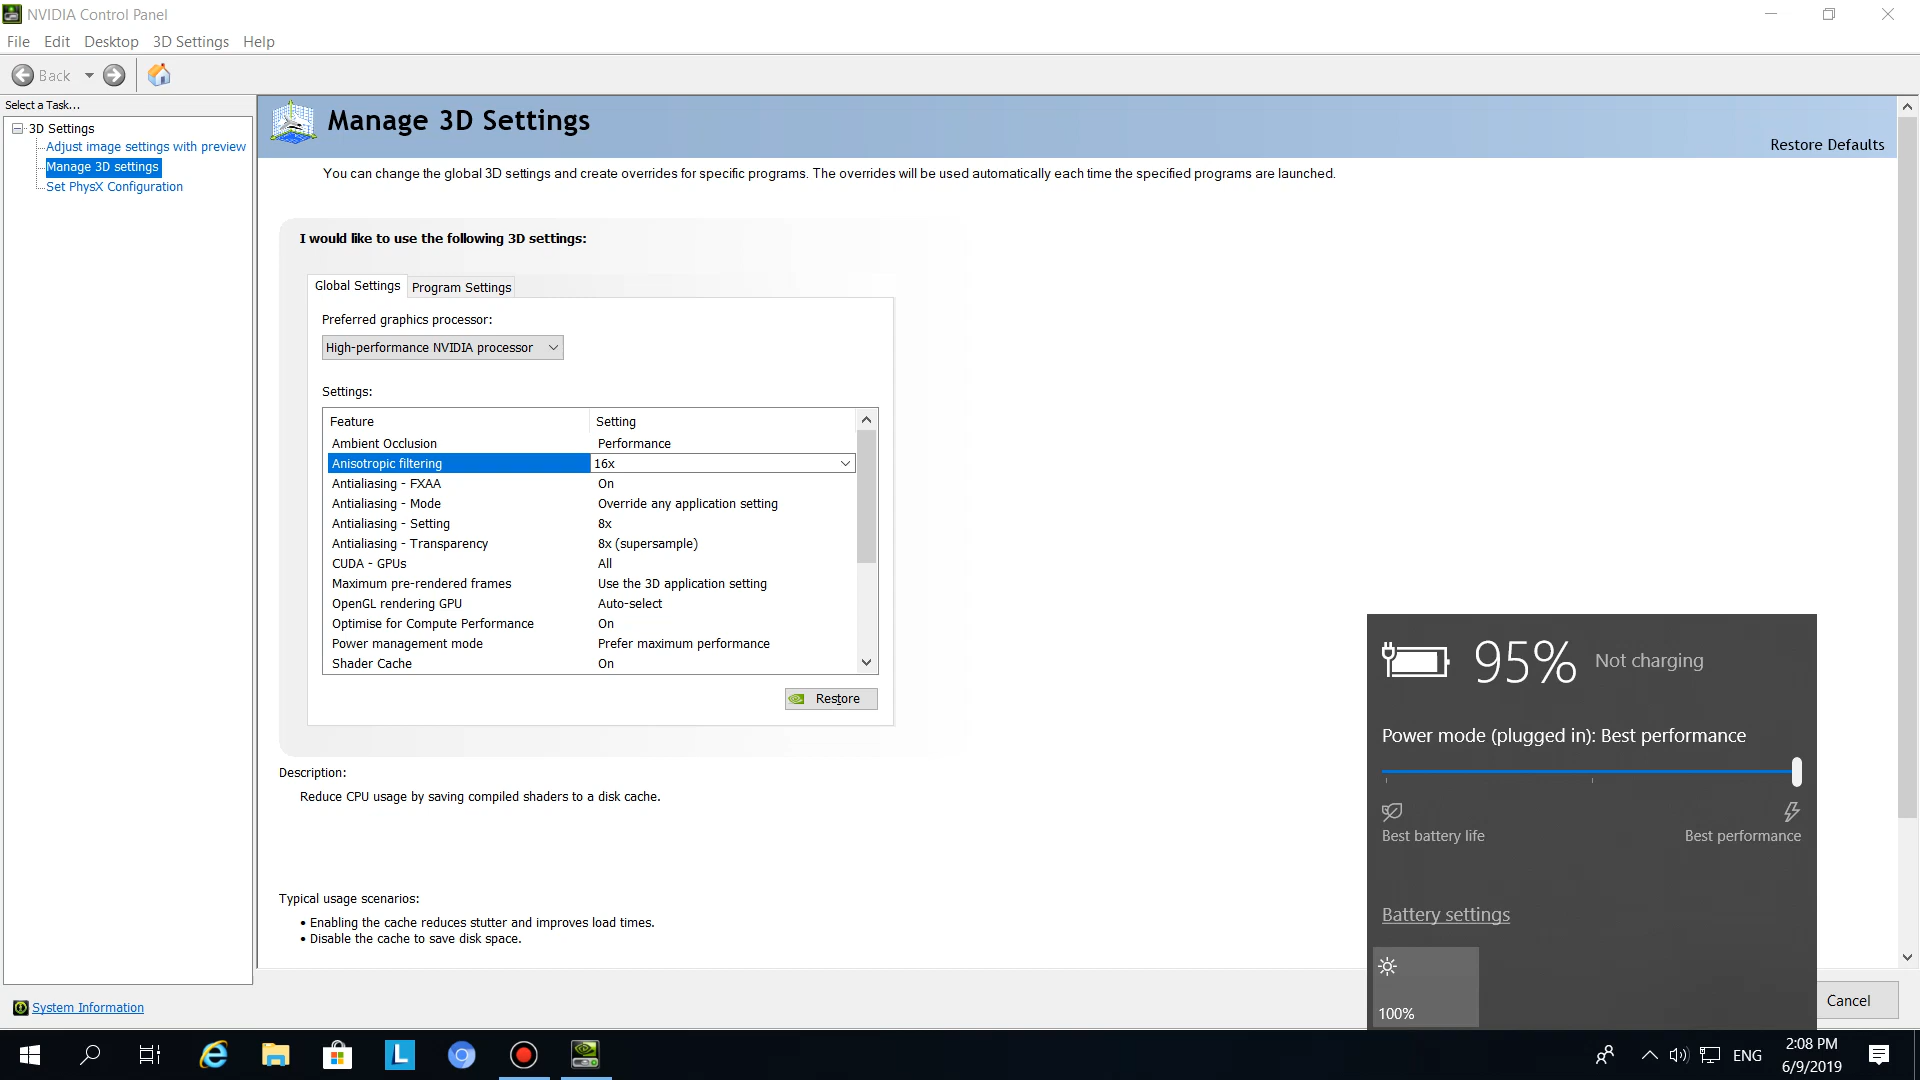 NVIDIA Control Panel
File Edit Desktop 3D Settings Help
Back
Select a Task...
3D Settings
Adjust image settings with preview
Manage 3D settings
Set PhysX Configuration
System Information
Manage 3D Settings
Restore Defaults
You can change the global 3D settings and create overrides for specific programs. The overrides will be used automatically each time the specified programs are launched.
I would like to use the following 3D settings:
Global Settings Program Settings
Preferred graphics processor:
High-performance NVIDIA processor
Settings:
Feature Setting
Ambient Occlusion Performance
Anisotropic filtering 16x
Antialiasing - FXAA On
Antialiasing - Mode Override any application setting
Antialiasing - Setting 8x
Antialiasing - Transparency 8x (supersample)
CUDA - GPUs All
Maximum pre-rendered frames Use the 3D application setting
OpenGL rendering GPU Auto-select
Optimise for Compute Performance On
Power management mode Prefer maximum performance
Shader Cache On
Restore
Description:
Reduce CPU usage by saving compiled shaders to a disk cache.
Typical usage scenarios:
• Enabling the cache reduces stutter and improves load times.
• Disable the cache to save disk space.
95% Not charging
Power mode (plugged in): Best performance
Best battery life Best performance
Battery settings
100%
Cancel
L
ENG
2:08 PM
6/9/2019